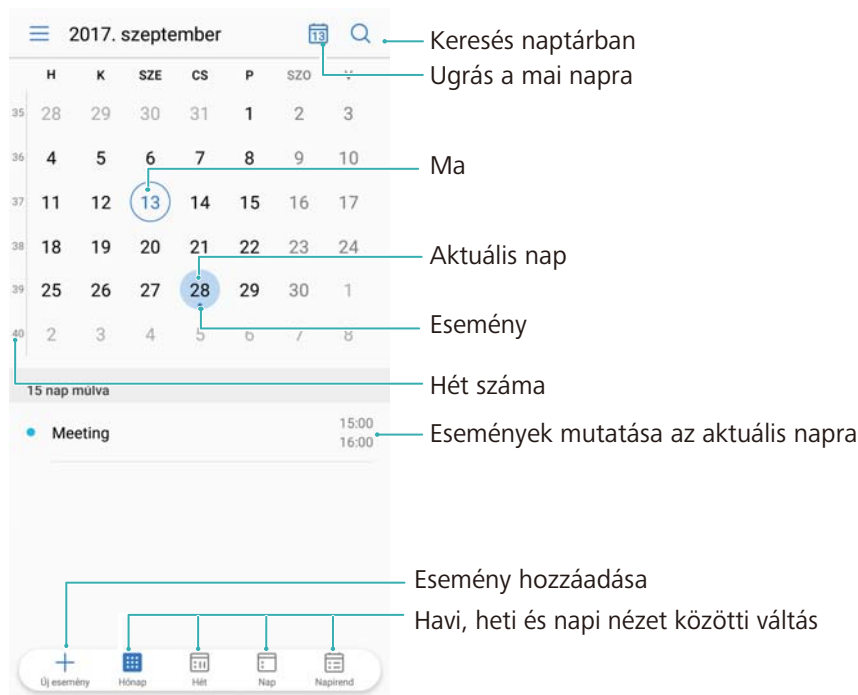 2017. szeptember
13
Keresés naptárban
Ugrás a mai napra
H K SZE CS P SZO
35 28 29 30 31 1 2 3
36 4 5 6 7 8 9 10
Ma
37 11 12 13 14 15 16 17
38 18 19 20 21 22 23 24
Aktuális nap
39 25 26 27 28 29 30 1
Esemény
40 2 3 4 5 6 7 8
Hét száma
15 nap múlva
Meeting 15:00
16:00
Események mutatása az aktuális napra
Esemény hozzáadása
Havi, heti és napi nézet közötti váltás
Új esemény Hónap Hét Nap Napirend